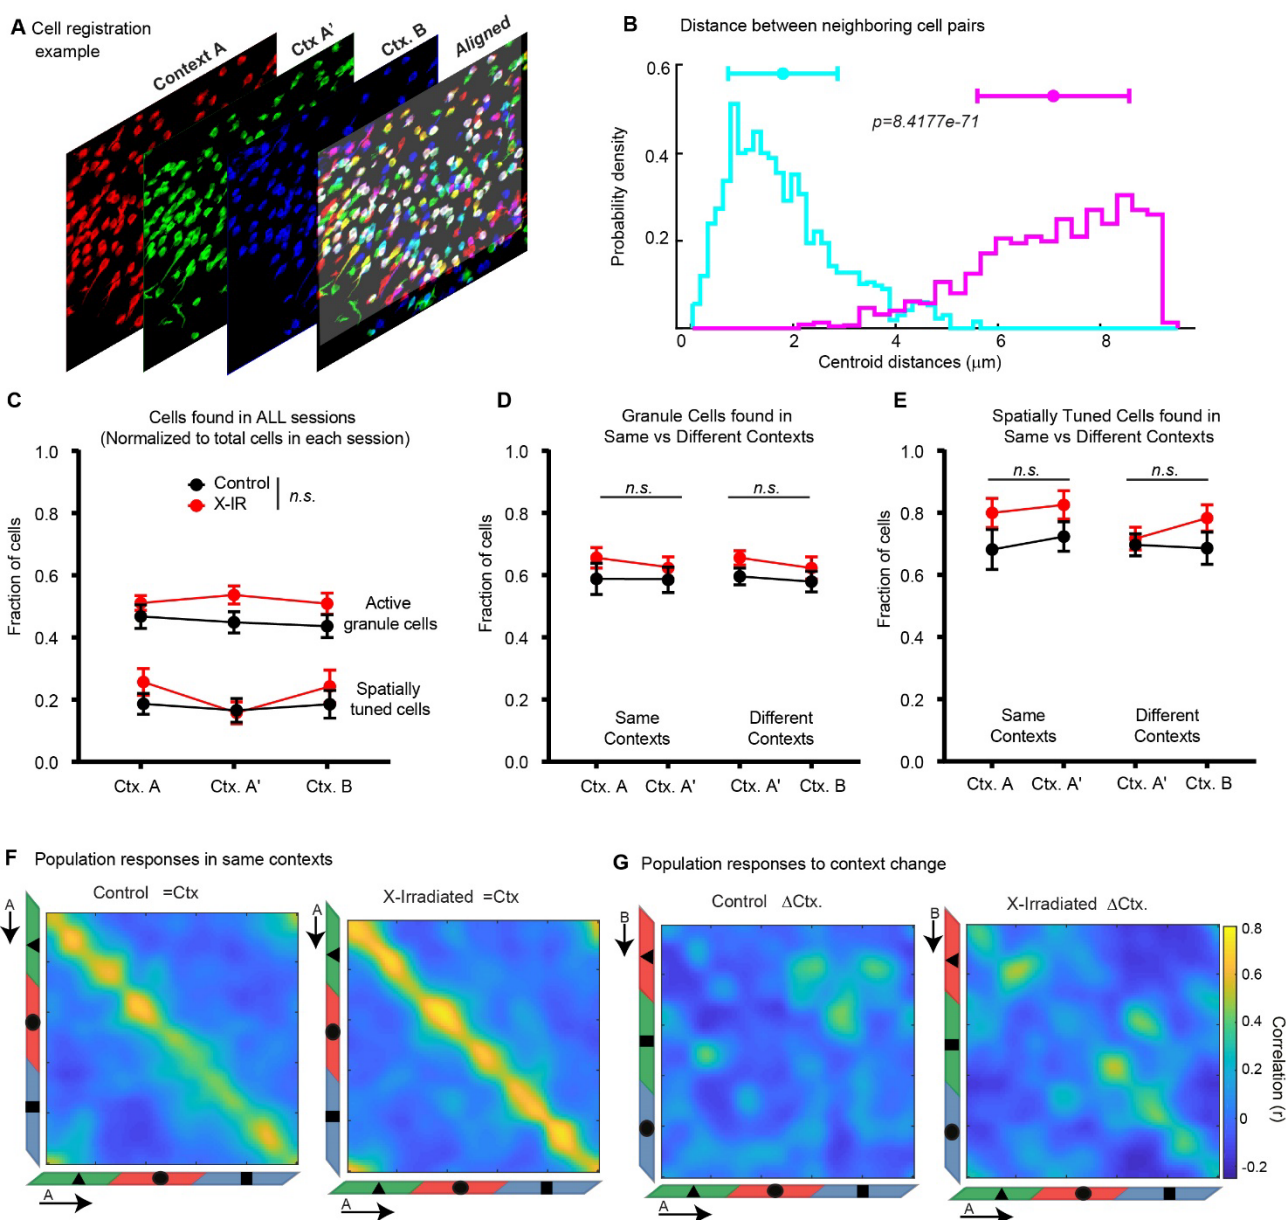 A Cell registration
example
Context A
Ctx A'
Ctx. B
Aligned
B Distance between neighboring cell pairs
Probability density
0.6
0.4
0.2
p=8.4177e-71
0 2 4 6 8
Centroid distances (μm)
C
Cells found in ALL sessions
(Normalized to total cells in each session)
Fraction of cells
1.0
0.8
0.6
0.4
0.2
0.0
Control
X-IR
n.s.
Active
granule cells
Spatially
tuned cells
Ctx. A Ctx. A' Ctx. B
D
Granule Cells found in
Same vs Different Contexts
Fraction of cells
1.0
0.8
0.6
0.4
0.2
0.0
n.s. n.s.
Same
Contexts
Different
Contexts
Ctx. A Ctx. A' Ctx. A' Ctx. B
E
Spatially Tuned Cells found in
Same vs Different Contexts
Fraction of cells
1.0
0.8
0.6
0.4
0.2
0.0
n.s. n.s.
Same
Contexts
Different
Contexts
Ctx. A Ctx. A' Ctx. A' Ctx. B
F Population responses in same contexts
Control =Ctx
A
A
X-Irradiated =Ctx
A
A
G Population responses to context change
Control ΔCtx.
B
A
X-Irradiated ΔCtx.
B
A
0.8
0.6
0.4
0.2
0
-0.2
Correlation (r)